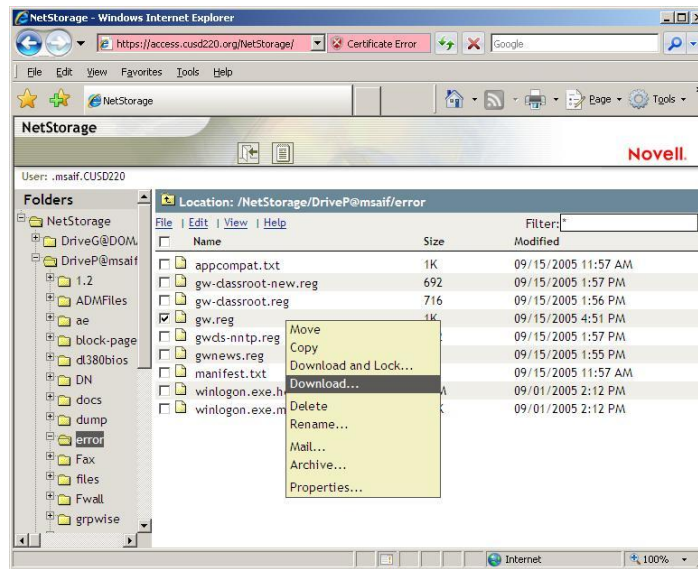 NetStorage - Windows Internet Explorer
https://access.cusd220.org/NetStorage/
Certificate Error
Google
File Edit View Favorites Tools Help
NetStorage
Page
Tools
NetStorage
Novell.
User: .msaif.CUSD220
Folders
NetStorage
DriveG@DOM.
DriveP@msaif
1.2
ADMFiles
ae
block-page
dl380bios
DN
docs
dump
error
Fax
files
Fwall
grpwise
Location: /NetStorage/DriveP@msaif/error
File | Edit | View | Help
Filter:*
Name Size Modified
appcompat.txt 1K 09/15/2005 11:57 AM
gw-classroot-new.reg 692 09/15/2005 1:57 PM
gw-classroot.reg 716 09/15/2005 1:56 PM
gw.reg 1K 09/15/2005 4:51 PM
gwcls-nntp.reg 09/15/2005 1:57 PM
gwnews.reg 09/15/2005 1:55 PM
manifest.txt 09/15/2005 11:57 AM
winlogon.exe.h 09/01/2005 2:12 PM
winlogon.exe.m 09/01/2005 2:12 PM
Move
Copy
Download and Lock...
Download...
Delete
Rename...
Mail...
Archive...
Properties...
Internet
100%